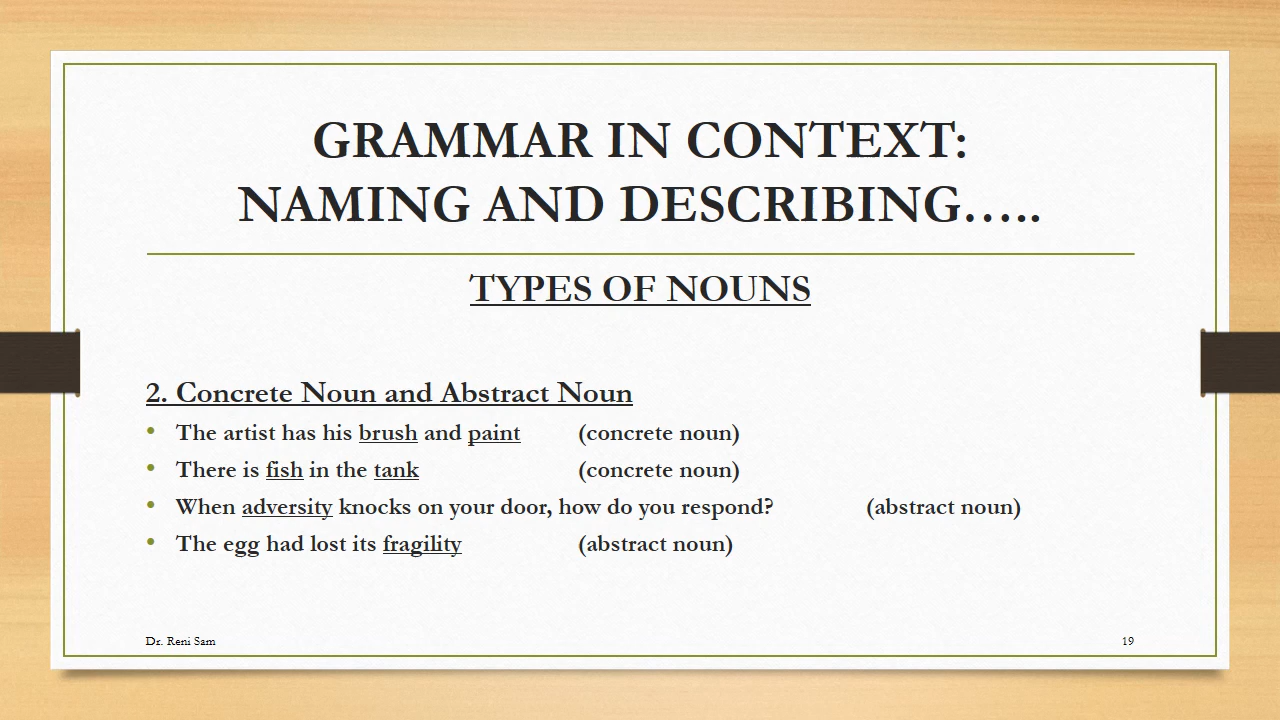 GRAMMAR IN CONTEXT:
NAMING AND DESCRIBING…..
TYPES OF NOUNS
2. Concrete Noun and Abstract Noun
• The artist has his brush and paint (concrete noun)
• There is fish in the tank (concrete noun)
• When adversity knocks on your door, how do you respond? (abstract noun)
• The egg had lost its fragility (abstract noun)
Dr. Reni Sam 19